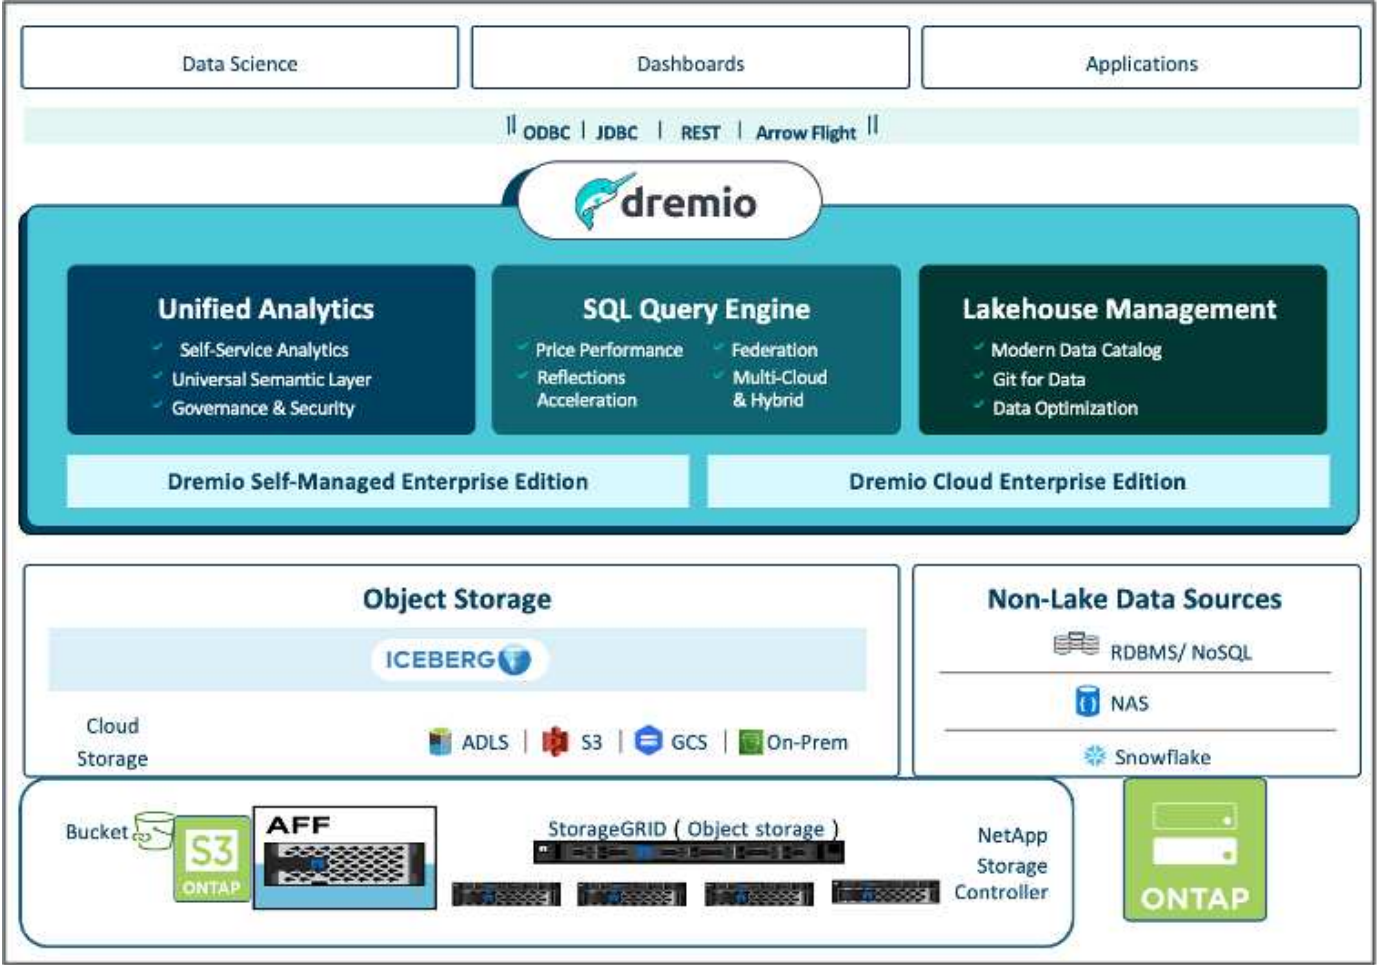 Data Science
Dashboards
Applications
ODBC | JDBC | REST | Arrow Flight
dremio
Unified Analytics
Self-Service Analytics
Universal Semantic Layer
Governance & Security
SQL Query Engine
Price Performance
Reflections
Acceleration
Federation
Multi-Cloud
& Hybrid
Lakehouse Management
Modern Data Catalog
Git for Data
Data Optimization
Dremio Self-Managed Enterprise Edition
Dremio Cloud Enterprise Edition
Object Storage
ICEBERG
Cloud
Storage
ADLS | S3 | GCS | On-Prem
Non-Lake Data Sources
RDBMS/ NoSQL
NAS
Snowflake
Bucket
S3
ONTAP
AFF
StorageGRID ( Object storage )
NetApp
Storage
Controller
ONTAP